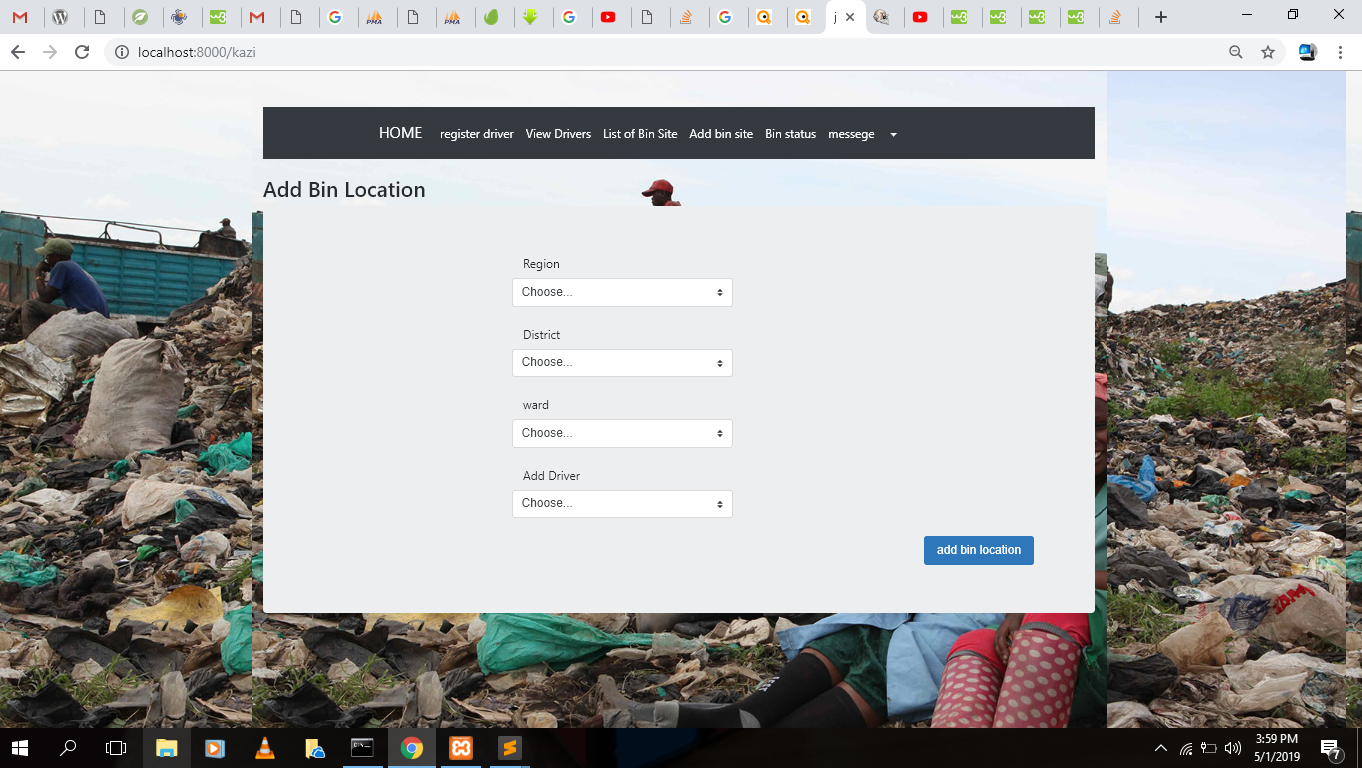 j
localhost:8000/kazi
HOME register driver View Drivers List of Bin Site Add bin site Bin status messege
Add Bin Location
Region
Choose...
District
Choose...
ward
Choose...
Add Driver
Choose...
add bin location
3:59 PM
5/1/2019
7